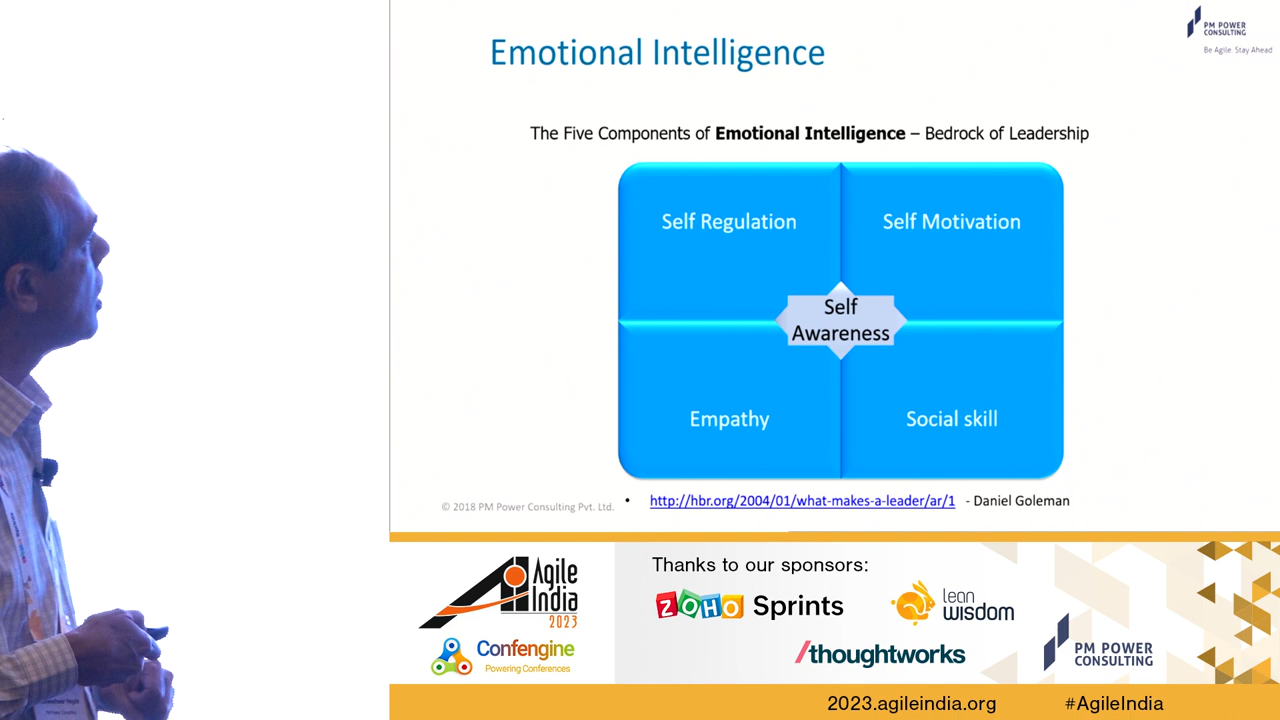 Emotional Intelligence
PM POWER
CONSULTING
Be Agile. Stay Ahead
The Five Components of Emotional Intelligence – Bedrock of Leadership
Self Regulation
Self Motivation
Self
Awareness
Empathy
Social skill
• http://hbr.org/2004/01/what-makes-a-leader/ar/1 - Daniel Goleman
© 2018 PM Power Consulting Pvt. Ltd.
Agile
India
2023
Confengine
Powering Conferences
Thanks to our sponsors:
ZOHO Sprints
lean
wisdom
/thoughtworks
PM POWER
CONSULTING
2023.agileindia.org
#AgileIndia